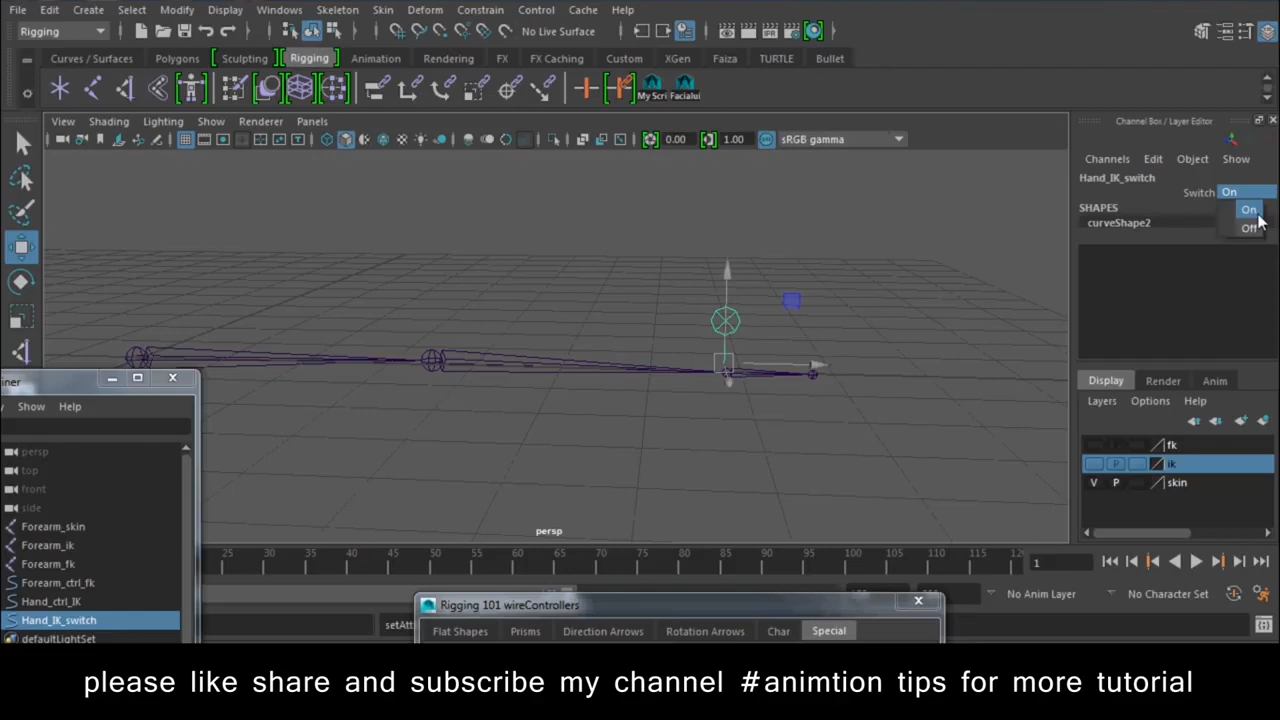 File Edit Create Select Modify Display Windows Skeleton Skin Deform Constrain Control Cache Help
Rigging No Live Surface
Curves / Surfaces Polygons Sculpting Rigging Animation Rendering FX FX Caching Custom XGen Faiza TURTLE Bullet
My Scri Facialui
View Shading Lighting Show Renderer Panels
0.00 1.00 sRGB gamma
Channel Box / Layer Editor
Channels Edit Object Show
Hand_IK_switch
Switch On
On
Off
SHAPES
curveShape2
Display Render Anim
Layers Options Help
fk
P ik
V P skin
persp
iner
Show Help
persp
top
front
side
Forearm_skin
Forearm_ik
Forearm_fk
Forearm_ctrl_fk
Hand_ctrl_IK
Hand_IK_switch
defaultLightSet
25 30 35 40 45 50 55 60 65 70 75 80 85 90 95 100 105 110 115 12
1
No Anim Layer No Character Set
setAtt
Rigging 101 wireControllers
Flat Shapes Prisms Direction Arrows Rotation Arrows Char Special
please like share and subscribe my channel #animtion tips for more tutorial